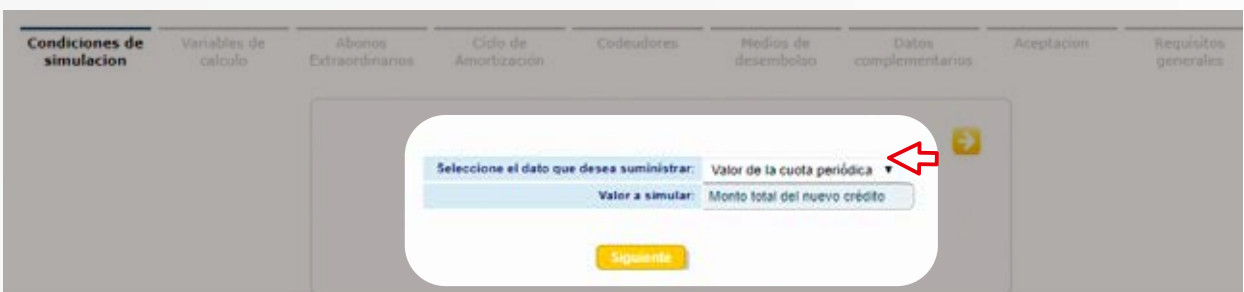 Condiciones de
simulacion
Variables de
calculo
Abonos
Extraordinarios
Ciclo de
Amortización
Codeudores
Medios de
desembolso
Datos
complementarios
Aceptacion
Requisitos
generales
Seleccione el dato que desea suministrar: Valor de la cuota periódica
Valor a simular: Monto total del nuevo crédito
Siguiente